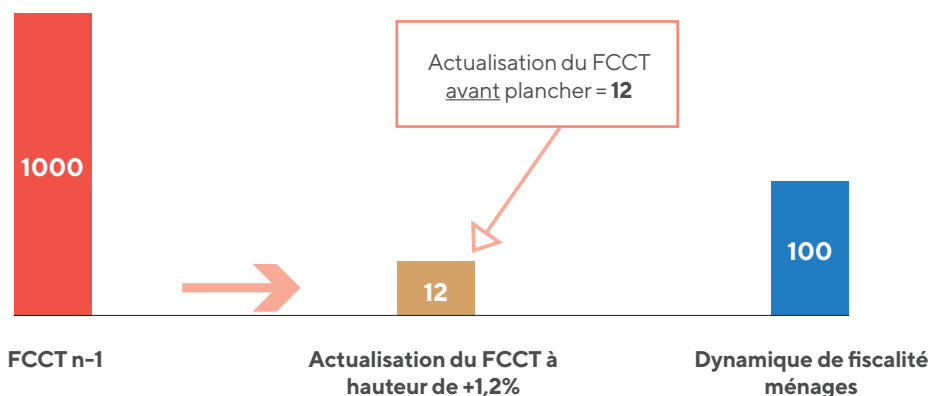 Actualisation du FCCT
avant plancher = 12
1000
12
100
FCCT n-1
Actualisation du FCCT à
hauteur de +1,2%
Dynamique de fiscalité
ménages